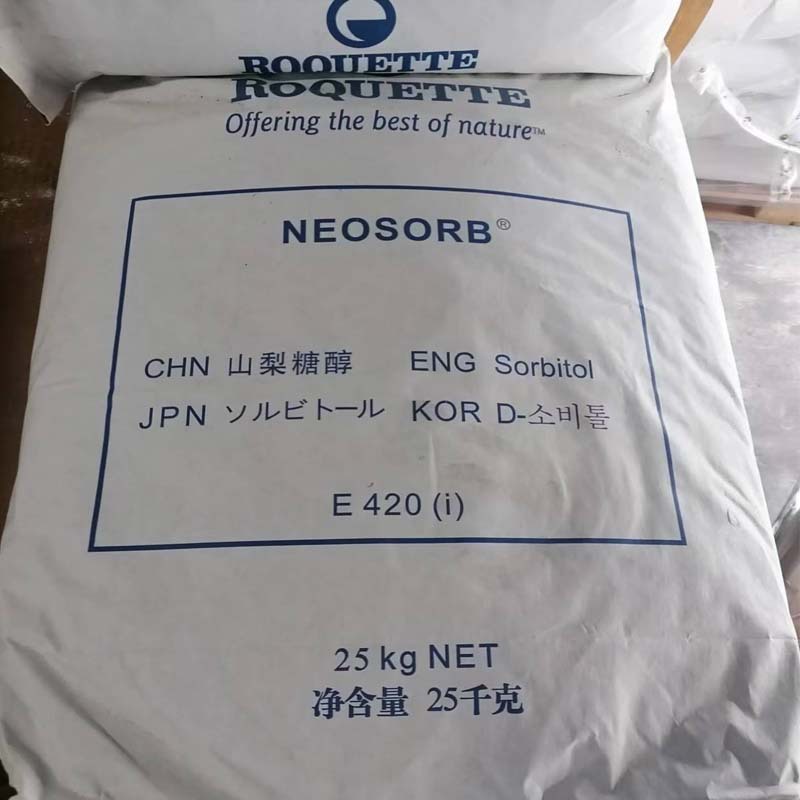 ROQUETTE
ROQUETTE
Offering the best of nature™
NEOSORB®
CHN 山梨糖醇 ENG Sorbitol
JPN ソルビトール KOR D-소비톨
E 420 (i)
25 kg NET
净含量 25千克